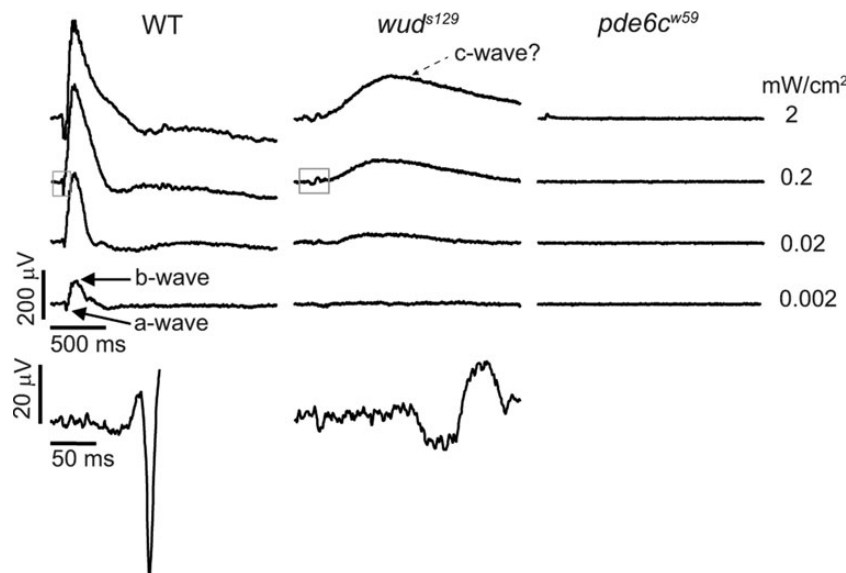 WT
wud^s129
pde6c^w59
c-wave?
mW/cm²
2
0.2
0.02
0.002
b-wave
a-wave
200 µV
500 ms
20 µV
50 ms